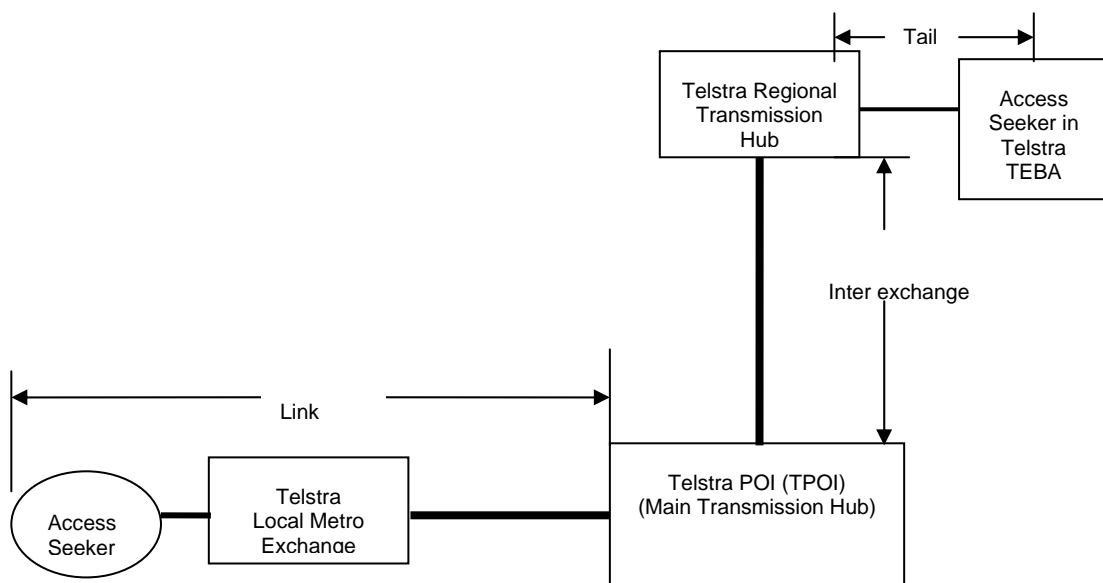 Tail
Telstra Regional
Transmission
Hub
Access
Seeker in
Telstra
TEBA
Inter exchange
Link
Telstra POI (TPOI)
(Main Transmission Hub)
Telstra
Local Metro
Exchange
Access
Seeker